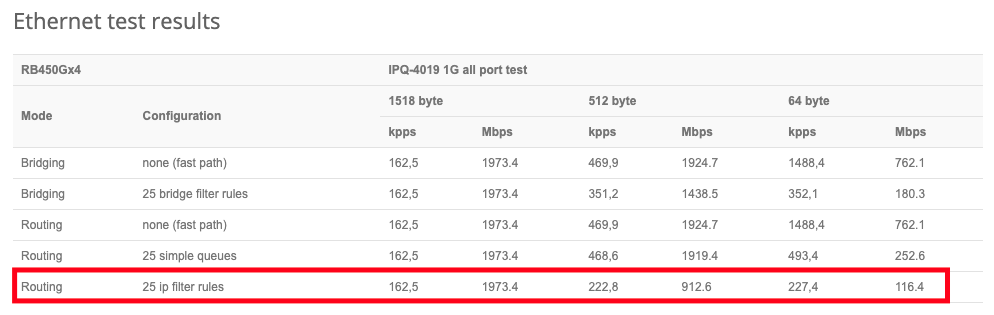 Ethernet test results
RB450Gx4 IPQ-4019 1G all port test
1518 byte 512 byte 64 byte
Mode Configuration
kpps Mbps kpps Mbps kpps Mbps
Bridging none (fast path) 162,5 1973.4 469,9 1924.7 1488,4 762.1
Bridging 25 bridge filter rules 162,5 1973.4 351,2 1438.5 352,1 180.3
Routing none (fast path) 162,5 1973.4 469,9 1924.7 1488,4 762.1
Routing 25 simple queues 162,5 1973.4 468,6 1919.4 493,4 252.6
Routing 25 ip filter rules 162,5 1973.4 222,8 912.6 227,4 116.4